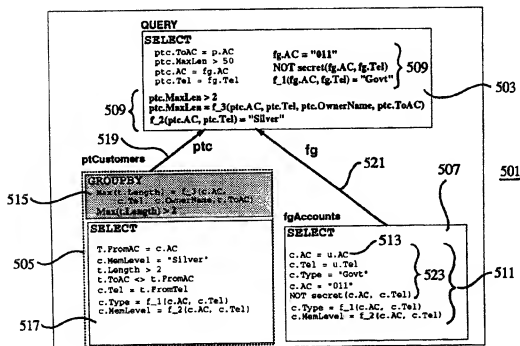 QUERY
SELECT
ptc.ToAC = p.AC
ptc.MaxLen > 50
ptc.AC = fg.AC
ptc.Tel = fg.Tel
fg.AC = "011"
NOT secret(fg.AC, fg.Tel)
f_1(fg.AC, fg.Tel) = "Govt"
509
503
509
ptc.MaxLen > 2
ptc.MaxLen = f_3(ptc.AC, ptc.Tel, ptc.OwnerName, ptc.ToAC)
f_2(ptc.AC, ptc.Tel) = "Silver"
519
ptCustomers
ptc
fg
521
501
515
GROUPBY
Max(t.Length) = f_3(c.AC,
c.Tel, c.OwnerName, t.ToAC)
Max(t.Length) > 2
505
SELECT
T.FromAC = c.AC
c.MemLevel = "Silver"
t.Length > 2
t.ToAC <> t.FromAC
c.Tel = t.FromTel
c.Type = f_1(c.AC, c.Tel)
c.MemLevel = f_2(c.AC, c.Tel)
517
fgAccounts
507
SELECT
c.AC = u.AC
513
c.Tel = u.Tel
c.Type = "Govt"
c.AC = "011"
NOT secret(c.AC, c.Tel)
523
511
c.Type = f_1(c.AC, c.Tel)
c.MemLevel = f_2(c.AC, c.Tel)